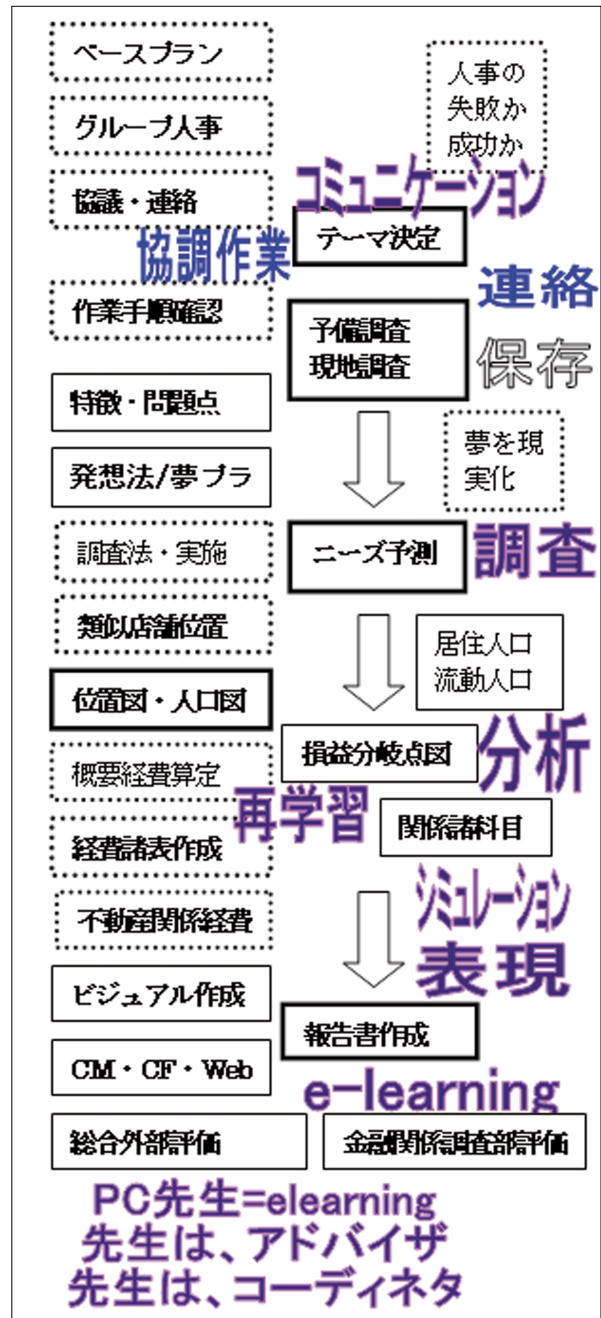 ベースプラン
グループ人事
人事の
失敗か
成功か
協議・連絡
コミュニケーション
テーマ決定
協調作業
連絡
作業手順確認
予備調査
現地調査
保存
特徴・問題点
発想法/夢プラ
夢を現
実化
調査法・実施
ニーズ予測
調査
類似店舗位置
居住人口
流動人口
位置図・人口図
損益分岐点図
分析
概要経費算定
再学習
関係諸科目
経費諸表作成
シミュレーション
不動産関係経費
表現
ビジュアル作成
報告書作成
CM・CF・Web
e-learning
総合外部評価
金融関係調査部評価
PC先生=elearning
先生は、アドバイザ
先生は、コーディネタ